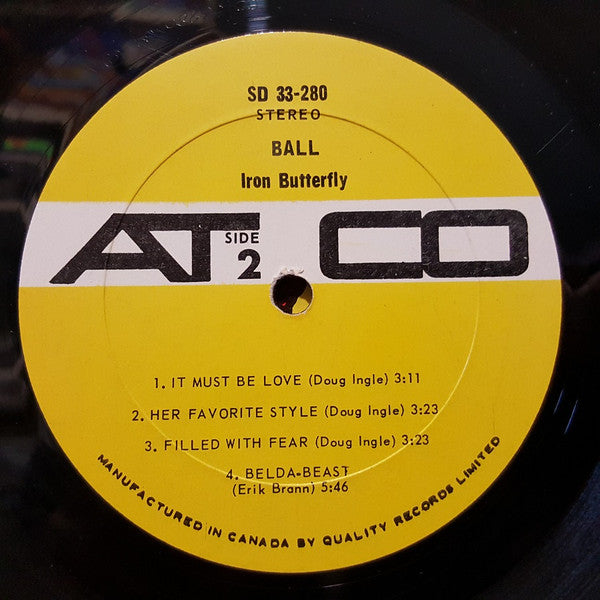 SD 33-280
STEREO
BALL
Iron Butterfly
ATCO
SIDE
2
1. IT MUST BE LOVE (Doug Ingle) 3:11
2. HER FAVORITE STYLE (Doug Ingle) 3:23
3. FILLED WITH FEAR (Doug Ingle) 3:23
4. BELDA-BEAST
(Erik Brann) 5:46
MANUFACTURED IN CANADA BY QUALITY RECORDS LIMITED